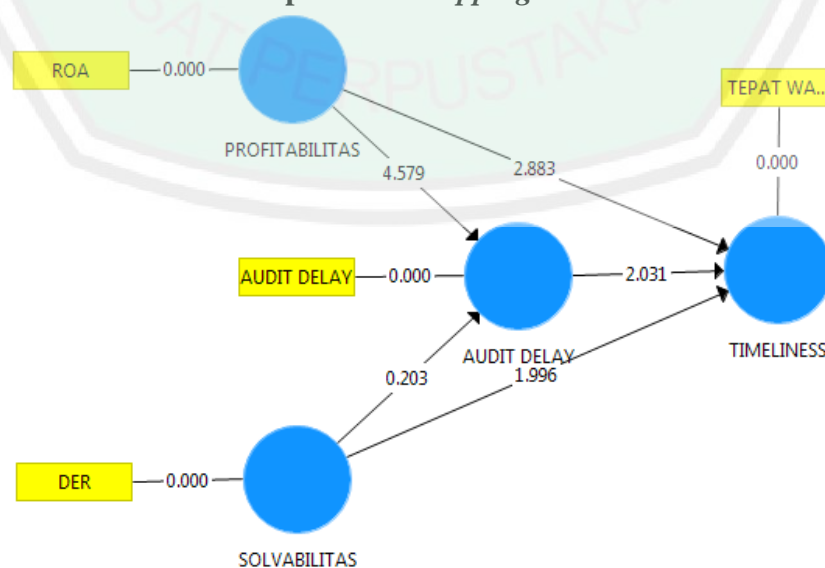 ROA
0.000
TEPAT WA..
PROFITABILITAS
4.579
2.883
0.000
AUDIT DELAY
0.000
2.031
AUDIT DELAY
TIMELINESS
0.203
1.996
DER
0.000
SOLVABILITAS